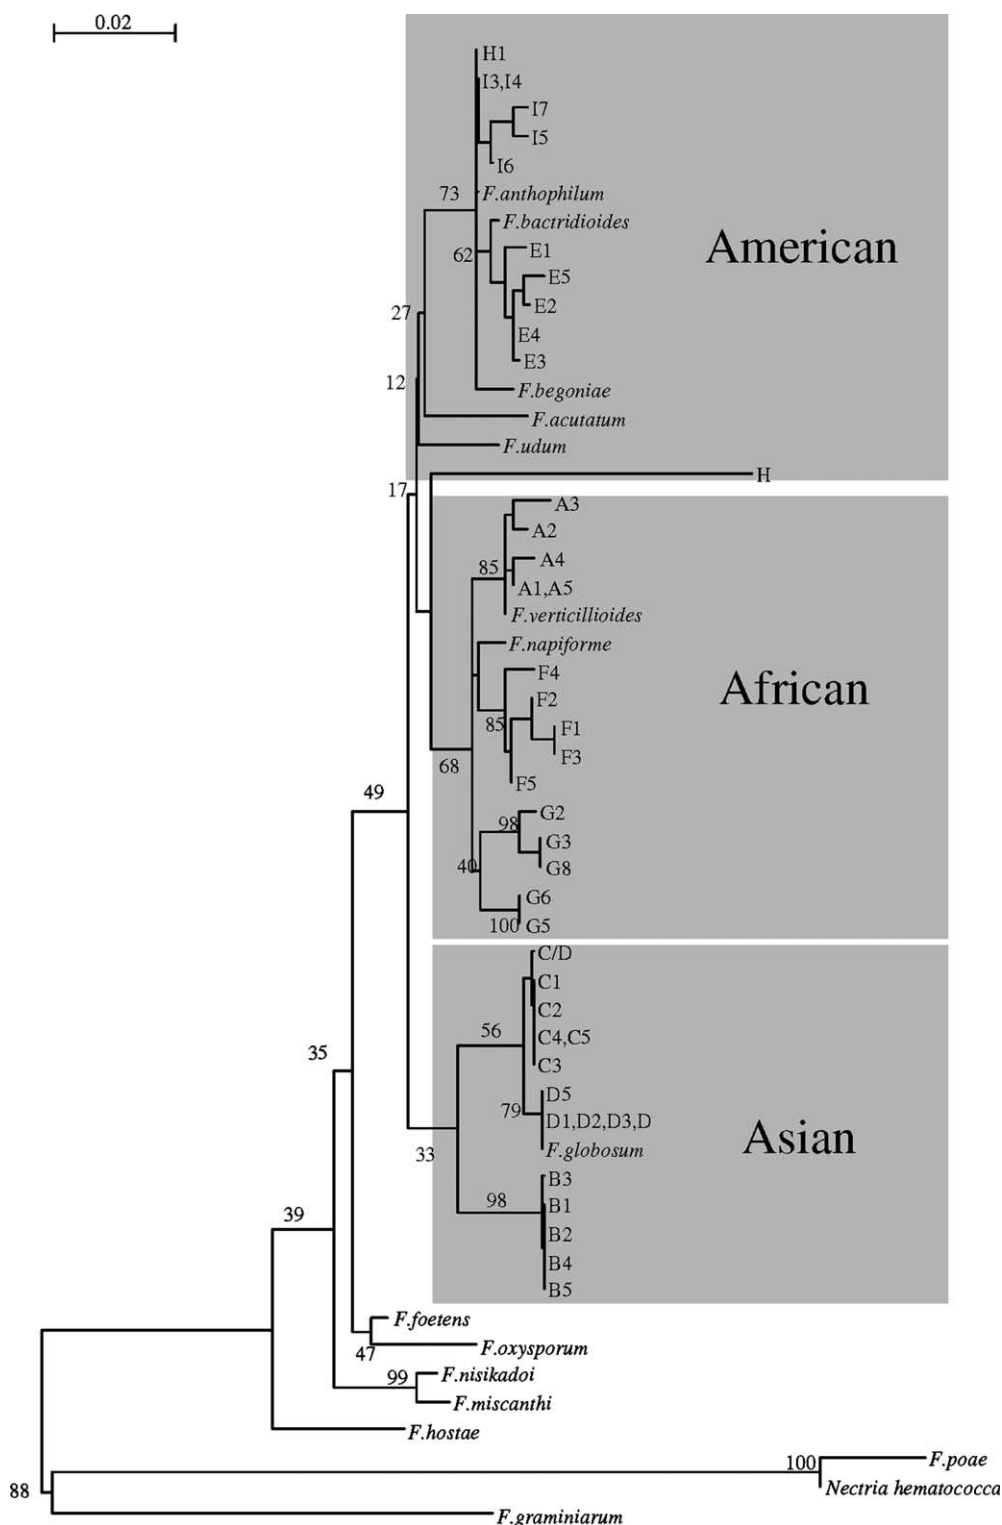 0.02
H1
I3,I4
I7
I5
I6
73
F.anthophilum
F.bactridioides
62
E1
E5
E2
27
E4
E3
12
F.begoniae
F.acutatum
F.udum
H
17
A3
A2
A4
85
A1,A5
F.verticillioides
F.napiforme
F4
F2
85
F1
F3
68
F5
49
G2
98
G3
40
G8
G6
100
G5
C/D
C1
C2
56
C4,C5
35
C3
D5
79
D1,D2,D3,D
F.globosum
33
B3
98
B1
39
B2
B4
B5
F.foetens
F.oxysporum
47
F.nisikadoi
99
F.miscanthi
F.hostae
F.poae
100
Nectria hematococca
88
F.graminiarum
American
African
Asian